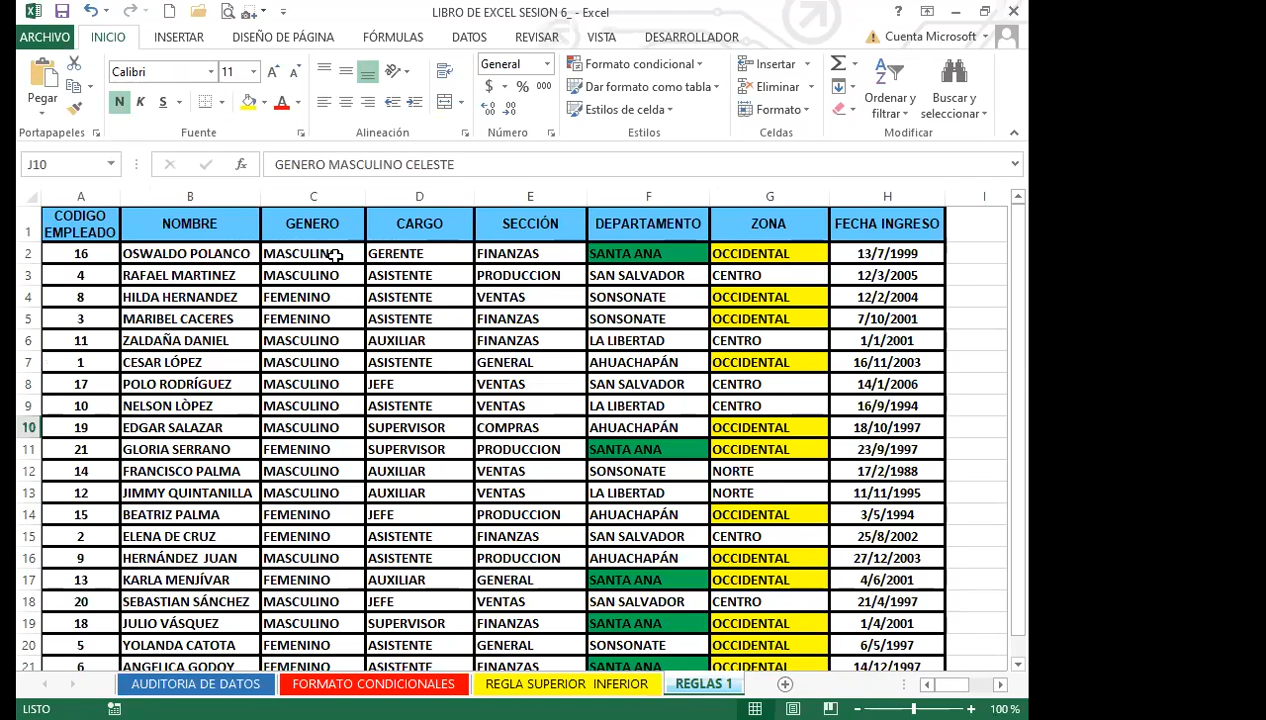 LIBRO DE EXCEL SESION 6_ - Excel
ARCHIVO INICIO INSERTAR DISEÑO DE PÁGINA FÓRMULAS DATOS REVISAR VISTA DESARROLLADOR Cuenta Microsoft
Calibri 11 General Formato condicional Insertar
Pegar $ % 000 Dar formato como tabla Eliminar Ordenar y filtrar Buscar y seleccionar
N K S A Estilos de celda Formato
Portapapeles Fuente Alineación Número Estilos Celdas Modificar
J10 fx GENERO MASCULINO CELESTE
A B C D E F G H I
1 CODIGO EMPLEADO NOMBRE GENERO CARGO SECCIÓN DEPARTAMENTO ZONA FECHA INGRESO
2 16 OSWALDO POLANCO MASCULINO GERENTE FINANZAS SANTA ANA OCCIDENTAL 13/7/1999
3 4 RAFAEL MARTINEZ MASCULINO ASISTENTE PRODUCCION SAN SALVADOR CENTRO 12/3/2005
4 8 HILDA HERNANDEZ FEMENINO ASISTENTE VENTAS SONSONATE OCCIDENTAL 12/2/2004
5 3 MARIBEL CACERES FEMENINO ASISTENTE FINANZAS SONSONATE OCCIDENTAL 7/10/2001
6 11 ZALDAÑA DANIEL MASCULINO AUXILIAR FINANZAS LA LIBERTAD CENTRO 1/1/2001
7 1 CESAR LÓPEZ MASCULINO ASISTENTE GENERAL AHUACHAPÁN OCCIDENTAL 16/11/2003
8 17 POLO RODRÍGUEZ MASCULINO JEFE VENTAS SAN SALVADOR CENTRO 14/1/2006
9 10 NELSON LÒPEZ MASCULINO ASISTENTE VENTAS LA LIBERTAD CENTRO 16/9/1994
10 19 EDGAR SALAZAR MASCULINO SUPERVISOR COMPRAS AHUACHAPÁN OCCIDENTAL 18/10/1997
11 21 GLORIA SERRANO FEMENINO SUPERVISOR PRODUCCION SANTA ANA OCCIDENTAL 23/9/1997
12 14 FRANCISCO PALMA MASCULINO AUXILIAR VENTAS SONSONATE NORTE 17/2/1988
13 12 JIMMY QUINTANILLA MASCULINO AUXILIAR VENTAS LA LIBERTAD NORTE 11/11/1995
14 15 BEATRIZ PALMA FEMENINO JEFE PRODUCCION AHUACHAPÁN OCCIDENTAL 3/5/1994
15 2 ELENA DE CRUZ FEMENINO ASISTENTE FINANZAS SAN SALVADOR CENTRO 25/8/2002
16 9 HERNÁNDEZ JUAN MASCULINO ASISTENTE PRODUCCION AHUACHAPÁN OCCIDENTAL 27/12/2003
17 13 KARLA MENJÍVAR FEMENINO AUXILIAR GENERAL SANTA ANA OCCIDENTAL 4/6/2001
18 20 SEBASTIAN SÁNCHEZ MASCULINO JEFE VENTAS SAN SALVADOR CENTRO 21/4/1997
19 18 JULIO VÁSQUEZ MASCULINO SUPERVISOR FINANZAS SANTA ANA OCCIDENTAL 1/4/2001
20 5 YOLANDA CATOTA FEMENINO ASISTENTE GENERAL SONSONATE OCCIDENTAL 6/5/1997
21 6 ANGELICA GODOY FEMENINO ASISTENTE FINANZAS SANTA ANA OCCIDENTAL 14/12/1997
AUDITORIA DE DATOS FORMATO CONDICIONALES REGLA SUPERIOR INFERIOR REGLAS 1
LISTO 100 %